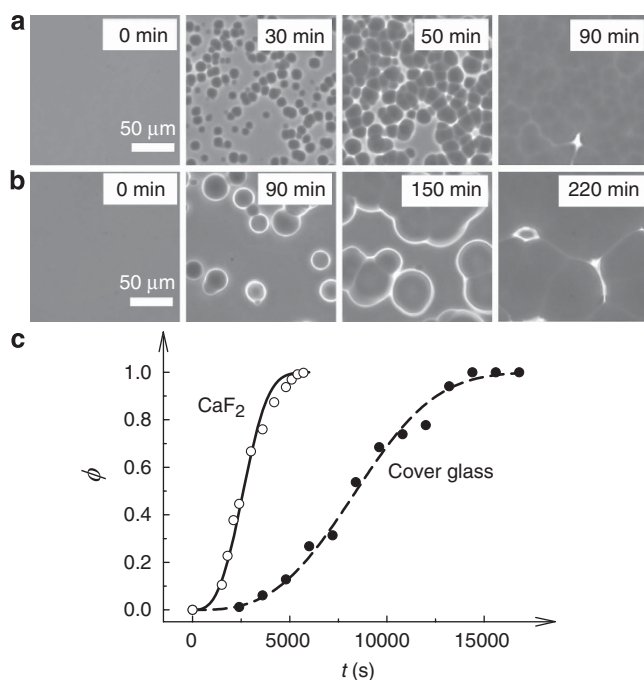 a
0 min
30 min
50 min
90 min
50 μm
b
0 min
90 min
150 min
220 min
50 μm
c
1.0
0.8
0.6
0.4
0.2
0.0
ϕ
CaF2
Cover glass
0
5000
10000
15000
t (s)